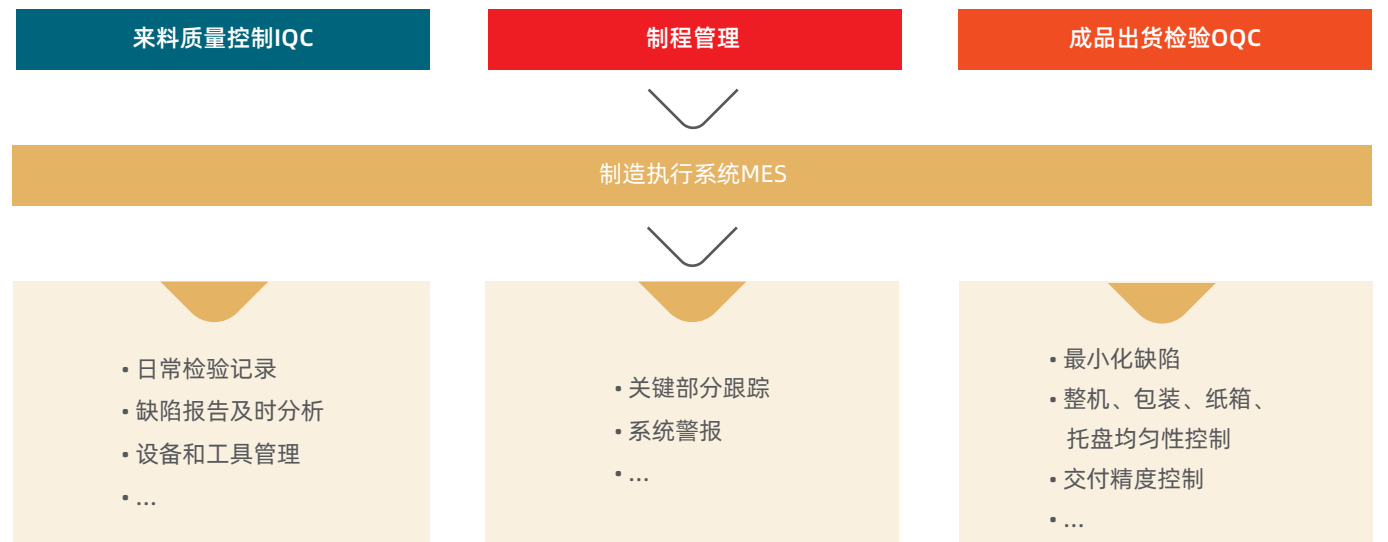 来料质量控制IQC
制程管理
成品出货检验OQC
制造执行系统MES
• 日常检验记录
• 缺陷报告及时分析
• 设备和工具管理
• ...
• 关键部分跟踪
• 系统警报
• ...
• 最小化缺陷
• 整机、包装、纸箱、
托盘均匀性控制
• 交付精度控制
• ...